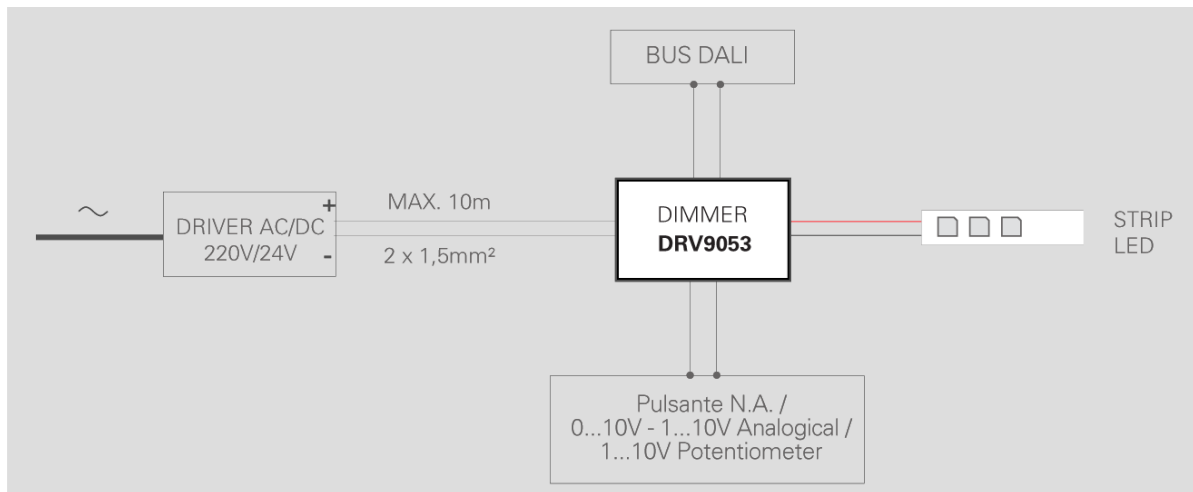 BUS DALI
∼
DRIVER AC/DC
220V/24V
+
-
MAX. 10m
2 x 1,5mm²
DIMMER
DRV9053
STRIP
LED
Pulsante N.A. /
0...10V - 1...10V Analogical /
1...10V Potentiometer